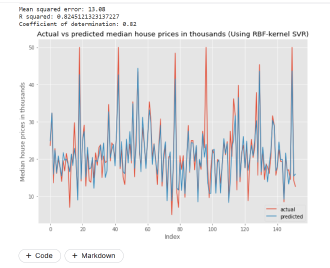 Mean squared error: 13.08
R squared: 0.8245121323137227
Coefficient of determination: 0.82
Actual vs predicted median house prices in thousands (Using RBF-kernel SVR)
Median house prices in thousands
50
40
30
20
10
0
20
40
60
80
100
120
140
Index
actual
predicted
+ Code
+ Markdown